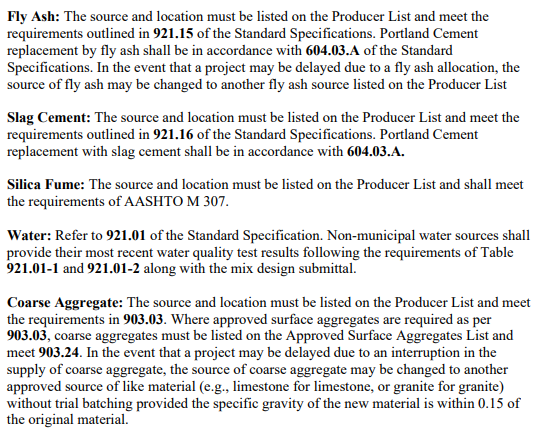 Fly Ash: The source and location must be listed on the Producer List and meet the
requirements outlined in 921.15 of the Standard Specifications. Portland Cement
replacement by fly ash shall be in accordance with 604.03.A of the Standard
Specifications. In the event that a project may be delayed due to a fly ash allocation, the
source of fly ash may be changed to another fly ash source listed on the Producer List
Slag Cement: The source and location must be listed on the Producer List and meet the
requirements outlined in 921.16 of the Standard Specifications. Portland Cement
replacement with slag cement shall be in accordance with 604.03.A.
Silica Fume: The source and location must be listed on the Producer List and shall meet
the requirements of AASHTO M 307.
Water: Refer to 921.01 of the Standard Specification. Non-municipal water sources shall
provide their most recent water quality test results following the requirements of Table
921.01-1 and 921.01-2 along with the mix design submittal.
Coarse Aggregate: The source and location must be listed on the Producer List and meet
the requirements in 903.03. Where approved surface aggregates are required as per
903.03, coarse aggregates must be listed on the Approved Surface Aggregates List and
meet 903.24. In the event that a project may be delayed due to an interruption in the
supply of coarse aggregate, the source of coarse aggregate may be changed to another
approved source of like material (e.g., limestone for limestone, or granite for granite)
without trial batching provided the specific gravity of the new material is within 0.15 of
the original material.